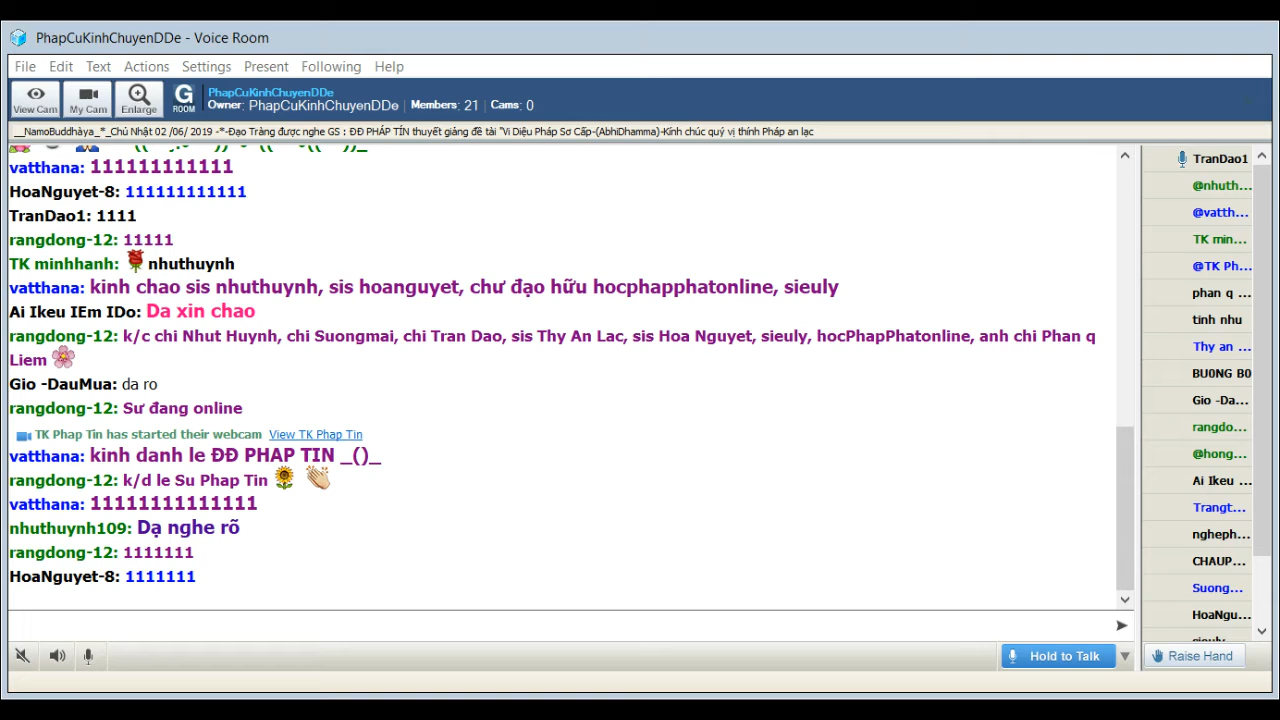 PhapCuKinhChuyenDDe - Voice Room
File Edit Text Actions Settings Present Following Help
View Cam My Cam Enlarge G ROOM
PhapCuKinhChuyenDDe
Owner: PhapCuKinhChuyenDDe | Members: 21 | Cams: 0
__NamoBuddhàya_*_Chủ Nhật 02 /06/ 2019 -*-Đạo Tràng được nghe GS : ĐĐ PHÁP TÍN thuyết giảng đề tài "Vi Diệu Pháp Sơ Cấp-(AbhiDhamma)-Kính chúc quý vị thính Pháp an lạc
vatthana: 111111111111
HoaNguyet-8: 111111111111
TranDao1: 1111
rangdong-12: 11111
TK minhhanh: nhuthuynh
vatthana: kinh chao sis nhuthuynh, sis hoanguyet, chư đạo hữu hocphapphatonline, sieuly
Ai Ikeu IEm IDo: Da xin chao
rangdong-12: k/c chi Nhut Huynh, chi Suongmai, chi Tran Dao, sis Thy An Lac, sis Hoa Nguyet, sieuly, hocPhapPhatonline, anh chi Phan q
Liem
Gio -DauMua: da ro
rangdong-12: Sư đang online
TK Phap Tin has started their webcam View TK Phap Tin
vatthana: kinh danh le ĐĐ PHAP TIN _()_
rangdong-12: k/d le Su Phap Tin
vatthana: 11111111111111
nhuthuynh109: Dạ nghe rõ
rangdong-12: 1111111
HoaNguyet-8: 1111111
Hold to Talk
TranDao1
@nhuth...
@vatth...
TK min...
@TK Ph...
phan q ...
tinh nhu
Thy an ...
BU0NG B0
Gio -Da...
rangdo...
@hong...
Ai Ikeu ...
Trangt...
ngheph...
CHAUP...
Suong...
HoaNgu...
sieuly
Raise Hand